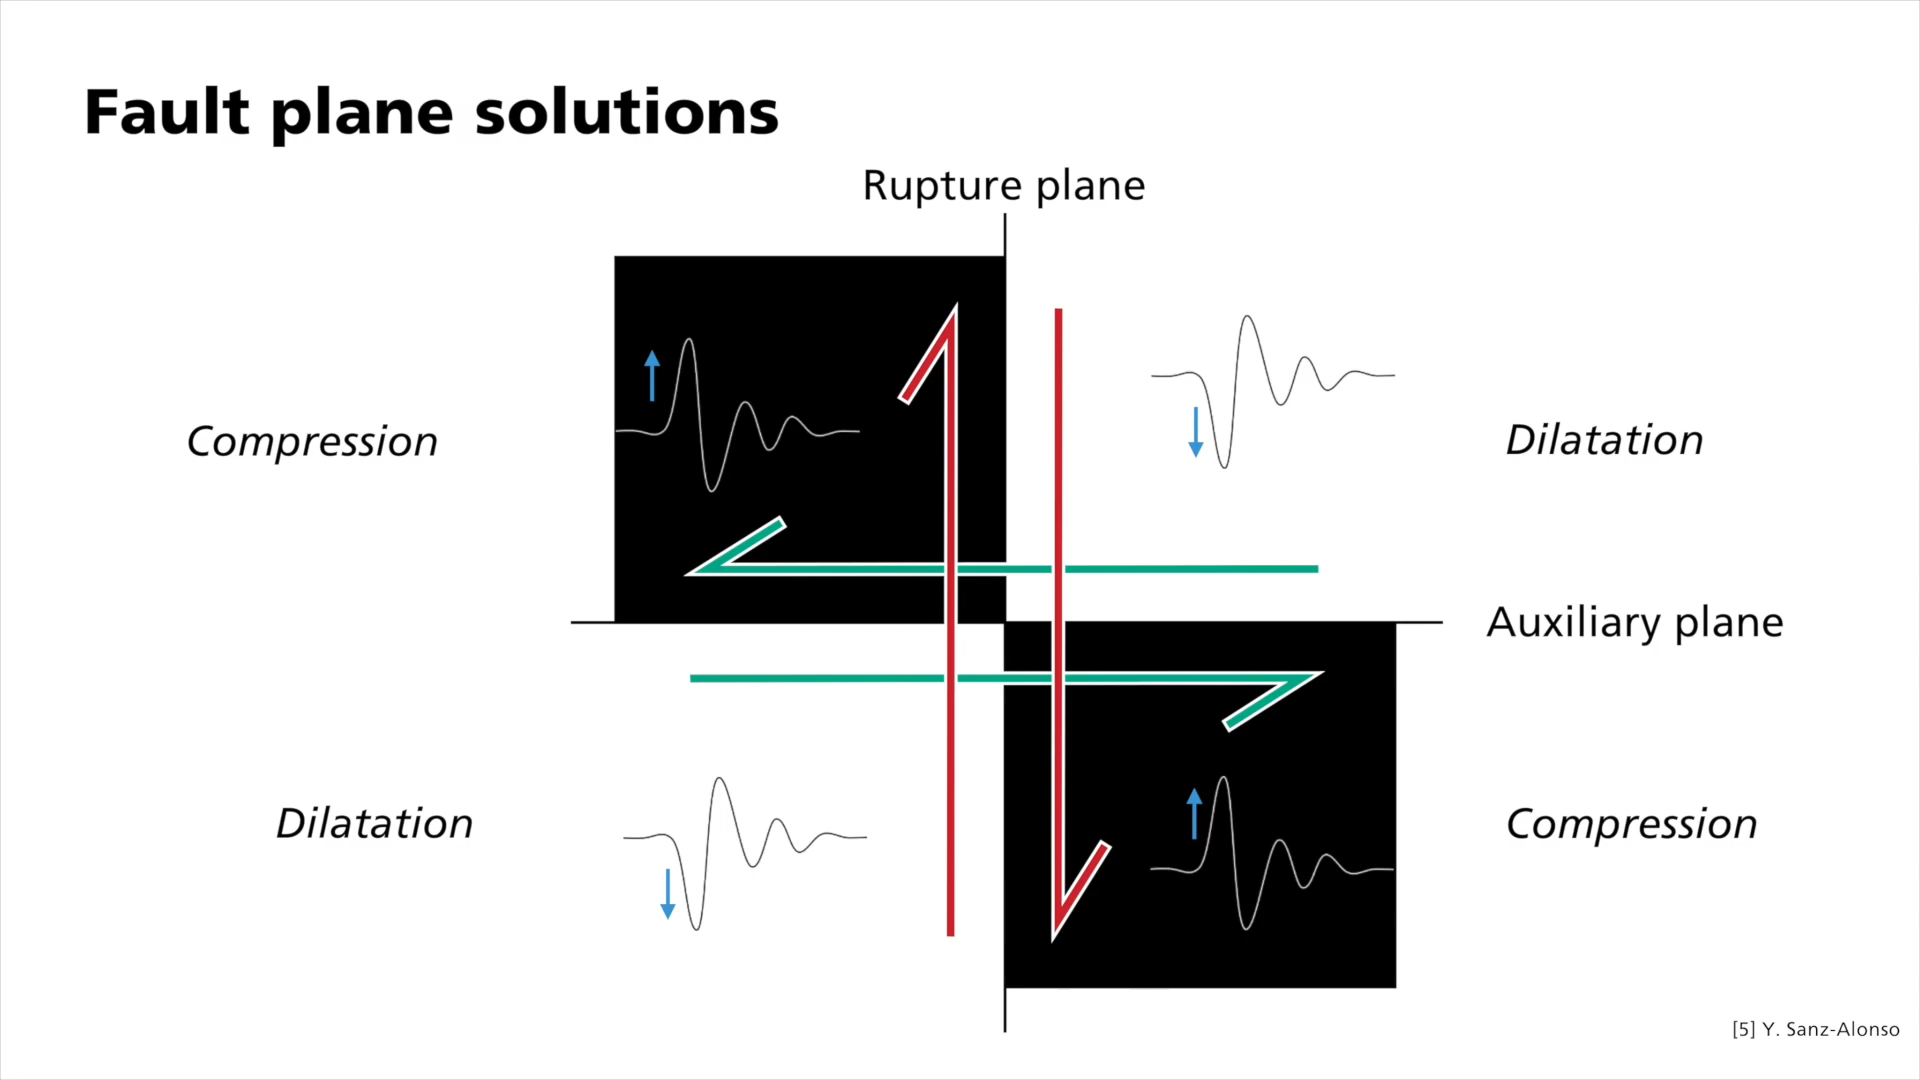 Fault plane solutions
Rupture plane
Compression
Dilatation
Auxiliary plane
Dilatation
Compression
[5] Y. Sanz-Alonso